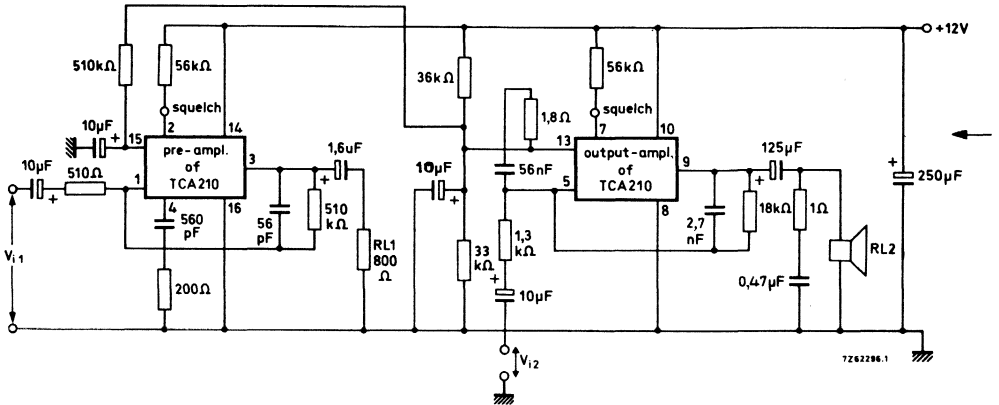 +12V
510kΩ
56kΩ
squelch
10µF
+
15
2
14
pre-ampl.
of
TCA210
3
1
4
16
10µF
+
510Ω
Vi1
560
pF
200Ω
56
pF
+
1,6uF
510
kΩ
RL1
800
Ω
36kΩ
10µF
+
33
kΩ
1,8Ω
56nF
13
5
1,3
kΩ
+
10µF
Vi2
56kΩ
squelch
7
10
output-ampl.
of
TCA210
9
8
2,7
nF
+
125µF
18kΩ
1Ω
0,47µF
RL2
+
250µF
7Z62296.1